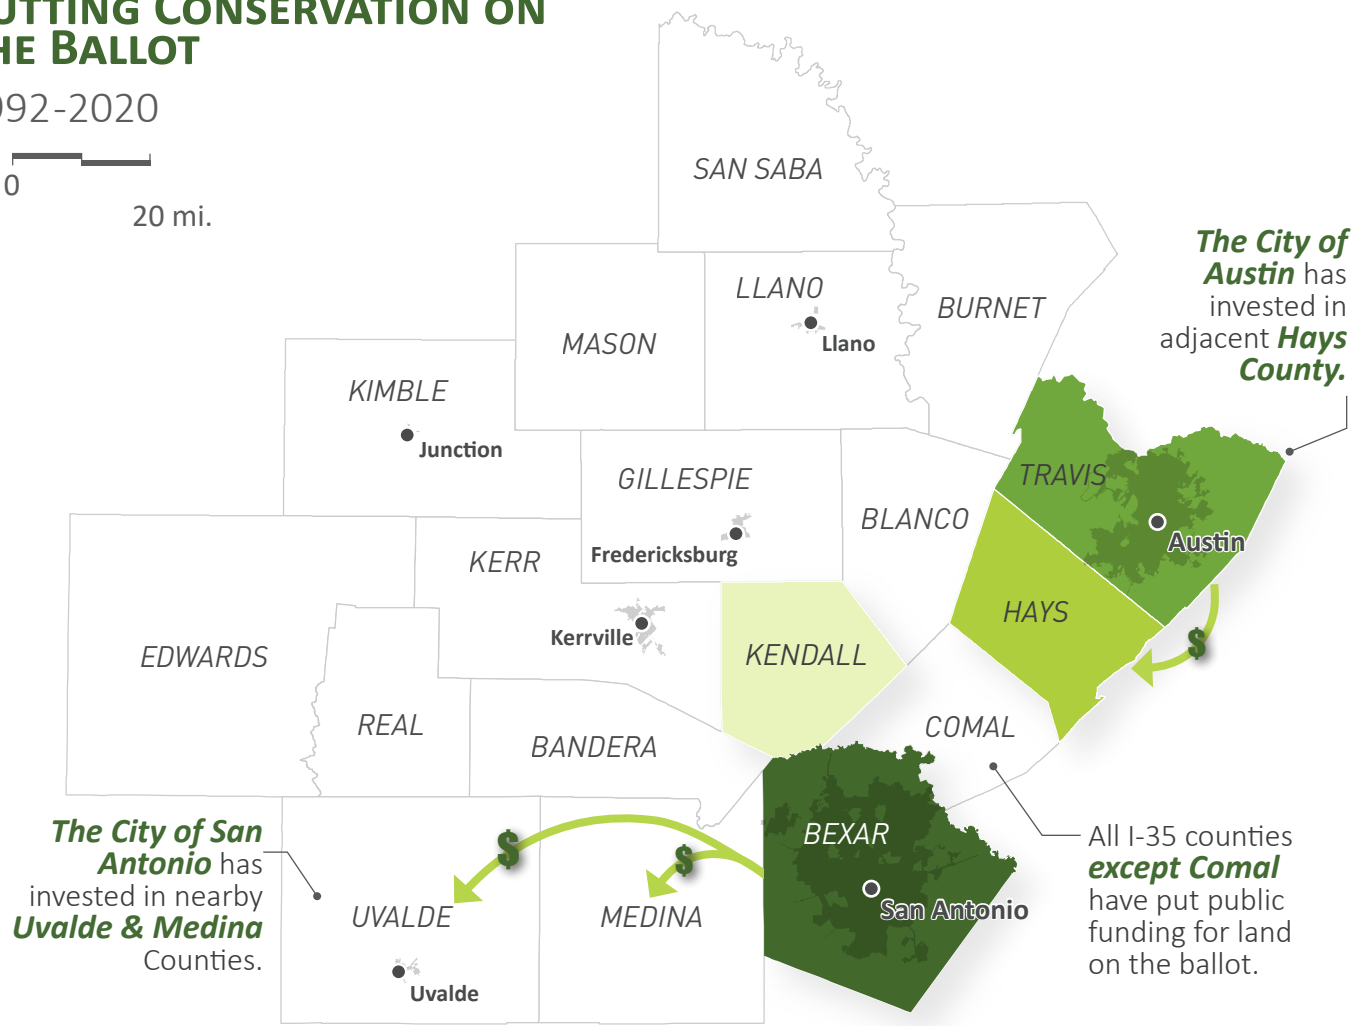 UTTING CONSERVATION ON
HE BALLOT
992-2020
0
20 mi.
SAN SABA
The City of
Austin has
invested in
adjacent Hays
County.
LLANO
Llano
BURNET
MASON
KIMBLE
Junction
TRAVIS
Austin
GILLESPIE
Fredericksburg
BLANCO
KERR
Kerrville
HAYS
$
EDWARDS
KENDALL
REAL
BANDERA
COMAL
The City of San
Antonio has
invested in nearby
Uvalde & Medina
Counties.
$
$
BEXAR
San Antonio
All I-35 counties
except Comal
have put public
funding for land
on the ballot.
UVALDE
MEDINA
Uvalde